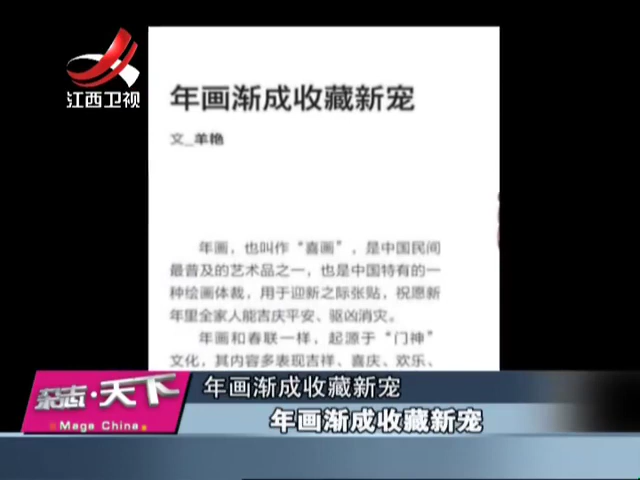 江西卫视
年画渐成收藏新宠
文_羊艳
年画，也叫作“喜画”，是中国民间
最普及的艺术品之一，也是中国特有的一
种绘画体裁，用于迎新之际张贴，祝愿新
年里全家人能吉庆平安、驱凶消灾。
年画和春联一样，起源于“门神”
文化，其内容多表现吉祥、喜庆、欢乐、
杂志·天下
Maga China
年画渐成收藏新宠
年画渐成收藏新宠